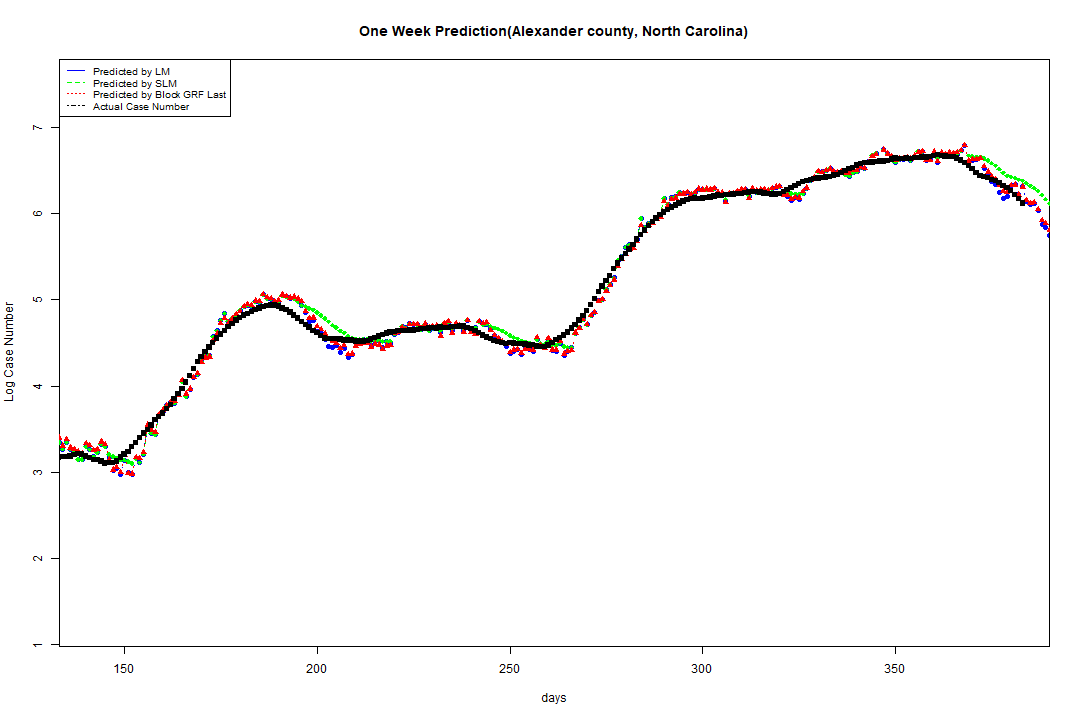 One Week Prediction(Alexander county, North Carolina)
Predicted by LM
Predicted by SLM
Predicted by Block GRF Last
Actual Case Number
7
6
5
4
3
2
1
Log Case Number
150 200 250 300 350
days